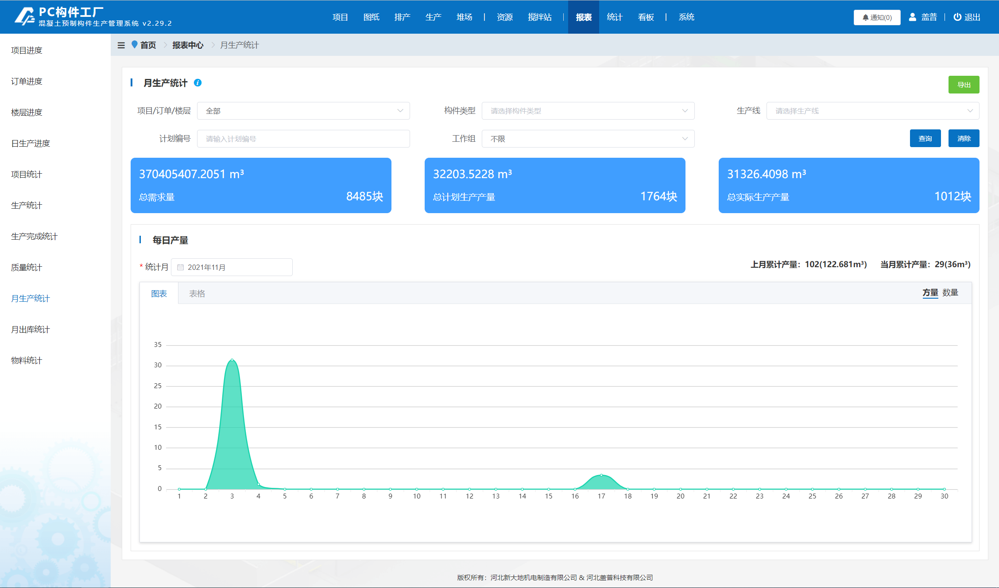 PC构件工厂
混凝土预制构件生产管理系统 v2.29.2
项目 图纸 排产 生产 堆场 | 资源 搅拌站 | 报表 统计 看板 | 系统
通知(0) 盖普 | 退出
项目进度
订单进度
楼层进度
日生产进度
项目统计
生产统计
生产完成统计
质量统计
月生产统计
月出库统计
物料统计
首页 > 报表中心 > 月生产统计
月生产统计
导出
项目/订单/楼层 全部 构件类型 请选择构件类型 生产线 请选择生产线
计划编号 请输入计划编号 工作组 不限 查询 清除
370405407.2051 m³
总需求量 8485块
32203.5228 m³
总计划生产产量 1764块
31326.4098 m³
总实际生产产量 1012块
每日产量
* 统计月 2021年11月
上月累计产量：102(122.681m³) 当月累计产量：29(36m³)
图表 表格 方量 数量
35
30
25
20
15
10
5
0
1 2 3 4 5 6 7 8 9 10 11 12 13 14 15 16 17 18 19 20 21 22 23 24 25 26 27 28 29 30
版权所有：河北新大地机电制造有限公司 & 河北盖普科技有限公司